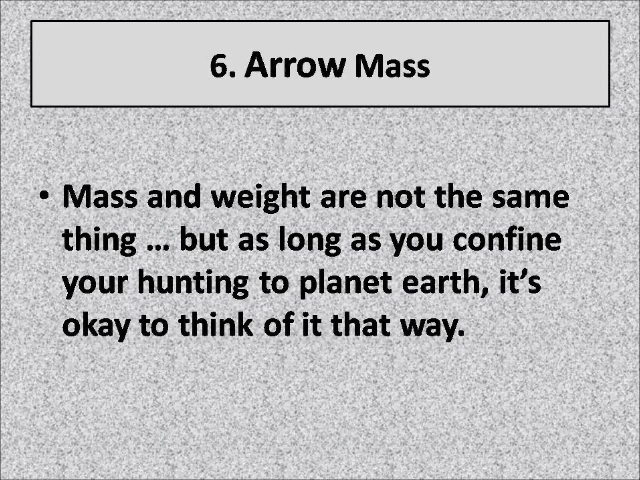 6. Arrow Mass
• Mass and weight are not the same
thing … but as long as you confine
your hunting to planet earth, it’s
okay to think of it that way.